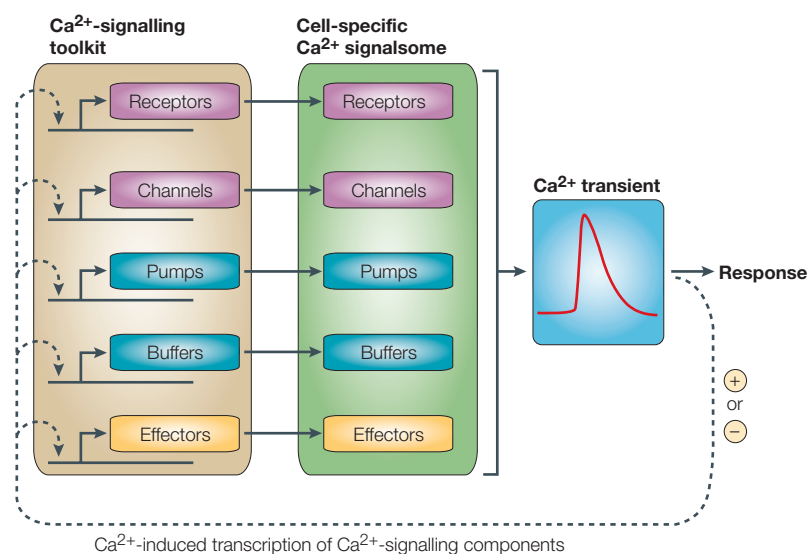 Ca²⁺-signalling
toolkit
Cell-specific
Ca²⁺ signalsome
Receptors
Receptors
Channels
Channels
Ca²⁺ transient
Pumps
Pumps
Response
Buffers
Buffers
+
or
−
Effectors
Effectors
Ca²⁺-induced transcription of Ca²⁺-signalling components